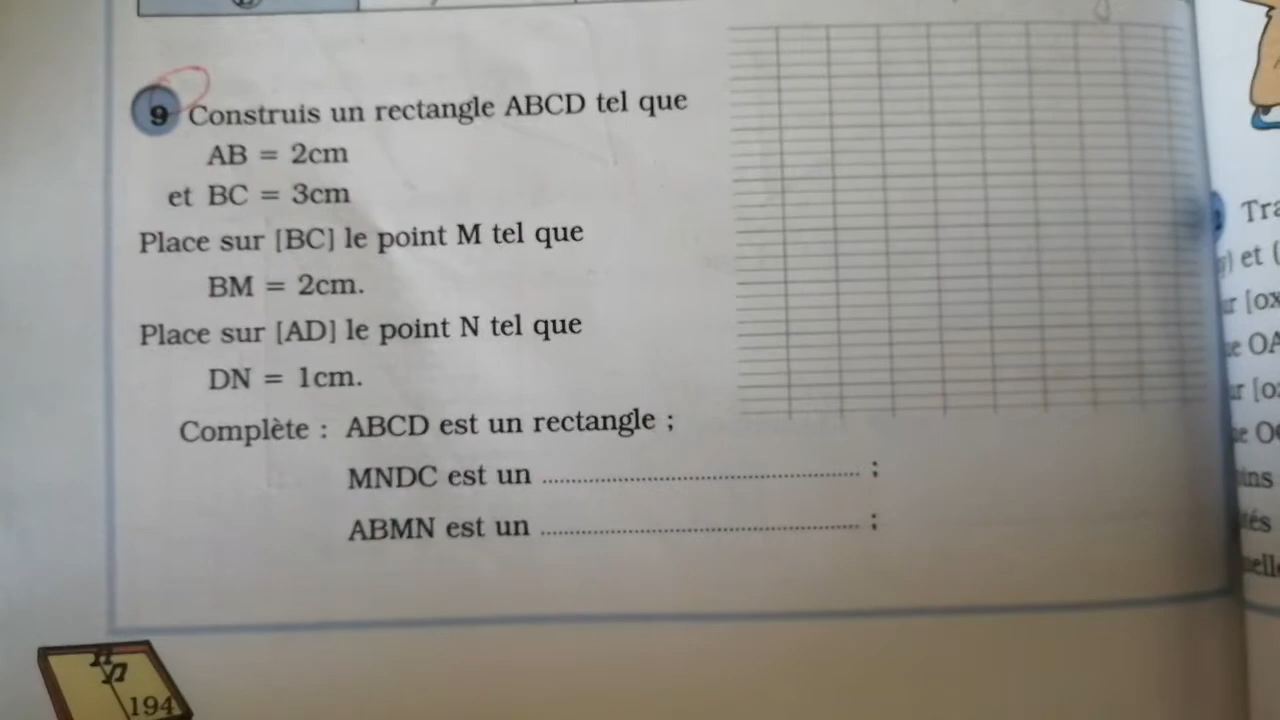 9 Construis un rectangle ABCD tel que
AB = 2cm
et BC = 3cm
Place sur [BC] le point M tel que
BM = 2cm.
Place sur [AD] le point N tel que
DN = 1cm.
Complète : ABCD est un rectangle ;
MNDC est un .................... ;
ABMN est un .................... ;
194
et (
OA